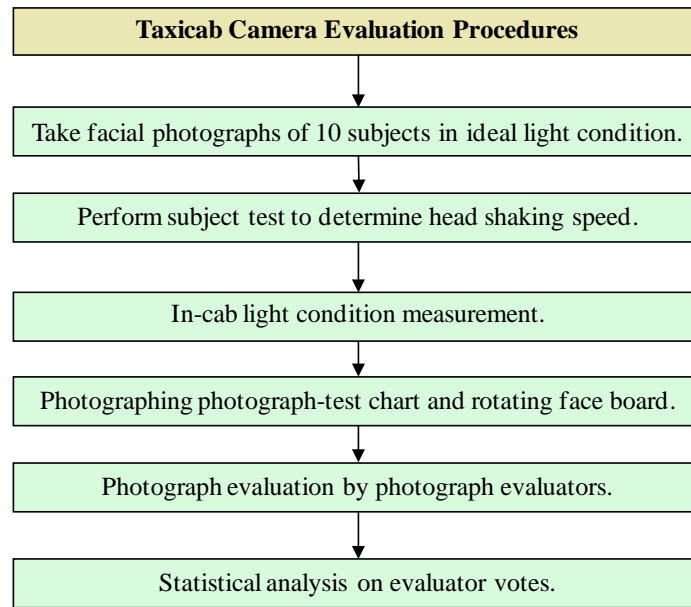 Taxicab Camera Evaluation Procedures
Take facial photographs of 10 subjects in ideal light condition.
Perform subject test to determine head shaking speed.
In-cab light condition measurement.
Photographing photograph-test chart and rotating face board.
Photograph evaluation by photograph evaluators.
Statistical analysis on evaluator votes.